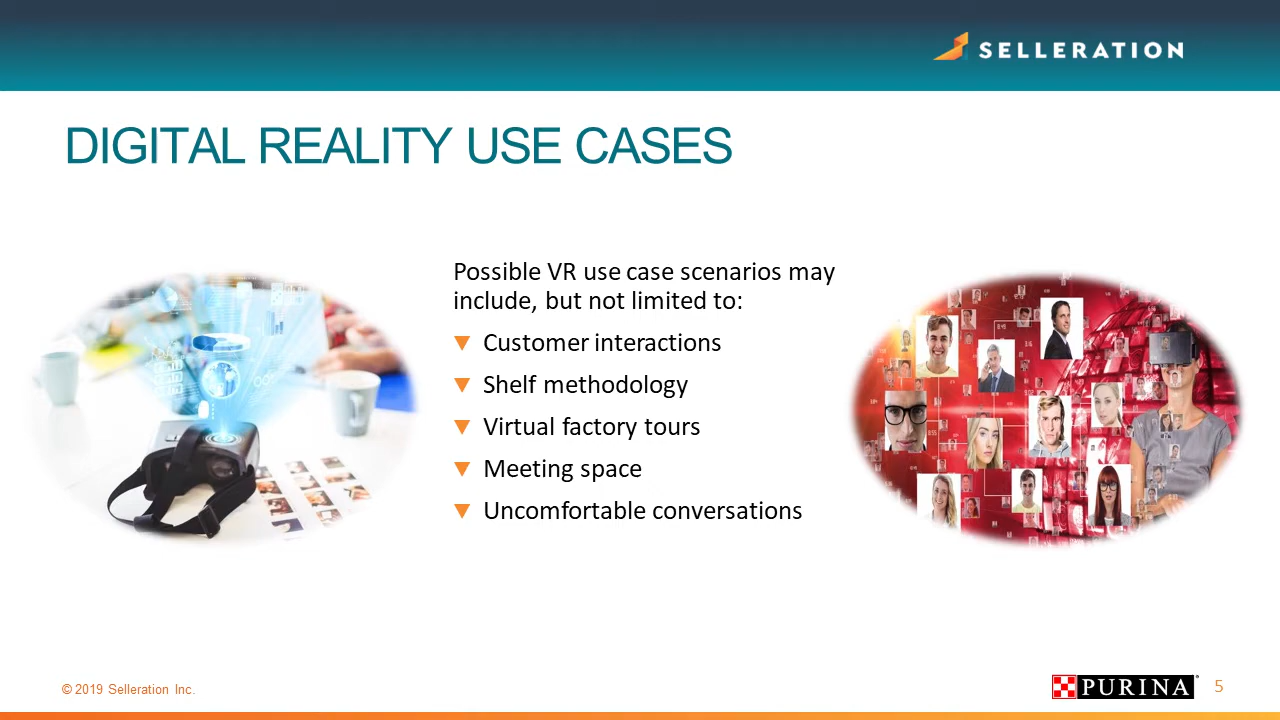 SELLERATION
DIGITAL REALITY USE CASES
Possible VR use case scenarios may
include, but not limited to:
Customer interactions
Shelf methodology
Virtual factory tours
Meeting space
Uncomfortable conversations
© 2019 Selleration Inc.
PURINA
5